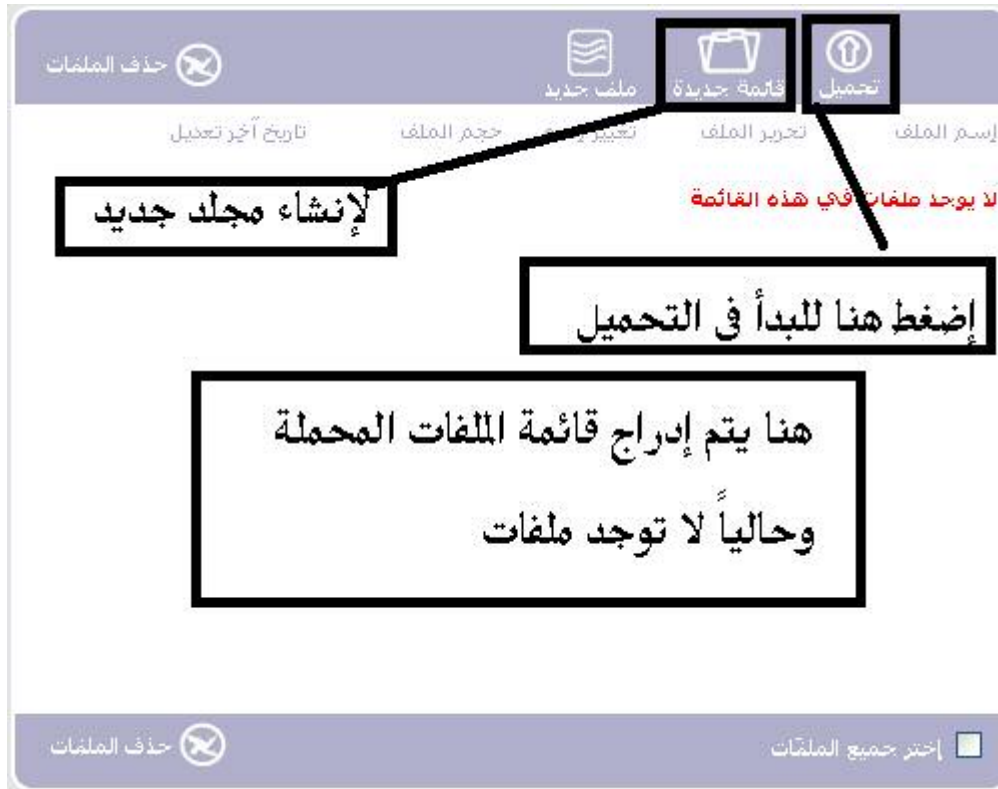 تحميل
قائمة جديدة
ملف جديد
حذف الملفات
إسم الملف
تحرير الملف
تغيير
حجم الملف
تاريخ آخر تعديل
لا يوجد ملفات في هذه القائمة
لإنشاء مجلد جديد
إضغط هنا للبدأ فى التحميل
هنا يتم إدراج قائمة الملفات المحملة
وحالياً لا توجد ملفات
إختر جميع الملفات
حذف الملفات